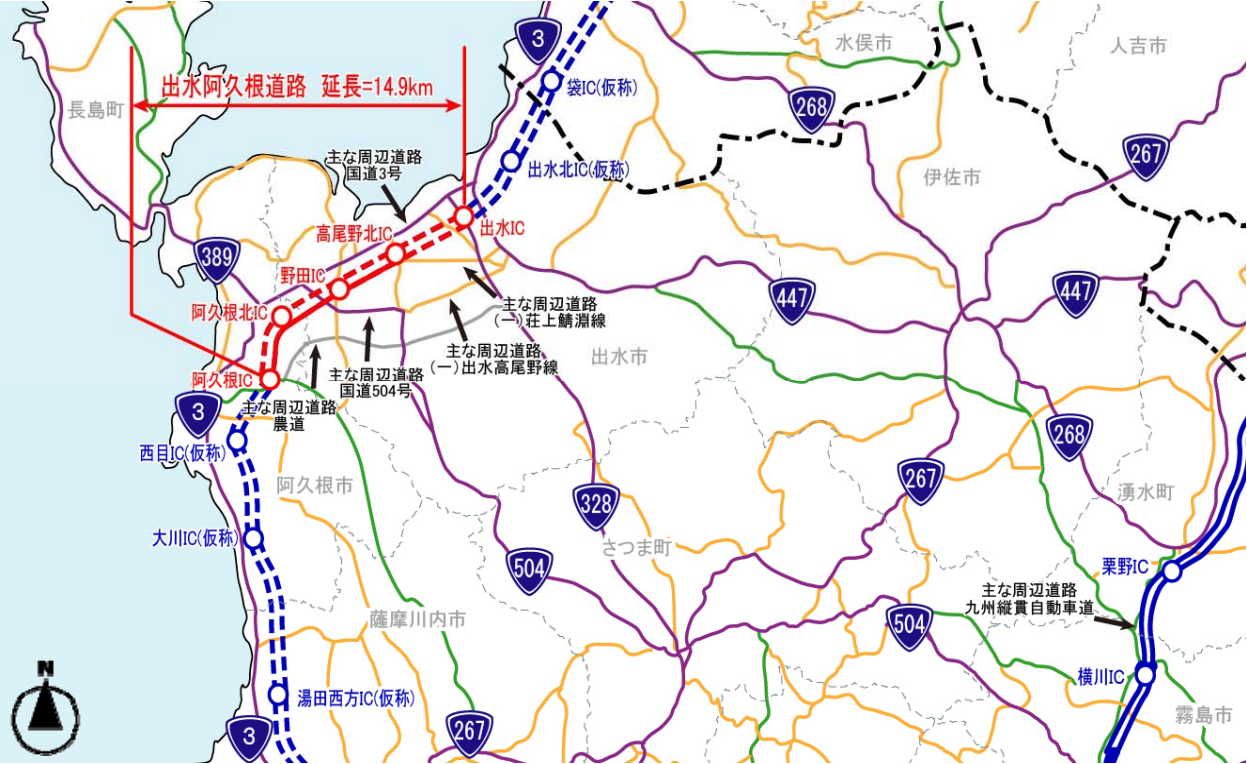 3
水俣市
人吉市
出水阿久根道路 延長=14.9km
袋IC(仮称)
長島町
268
267
主な周辺道路
国道3号
出水北IC(仮称)
伊佐市
高尾野北IC
出水IC
389
野田IC
447
447
阿久根北IC
主な周辺道路
(一)荘上鯖淵線
主な周辺道路
(一)出水高尾野線
出水市
阿久根IC
主な周辺道路
国道504号
3
主な周辺道路
農道
西目IC(仮称)
268
阿久根市
267
湧水町
328
大川IC(仮称)
さつま町
504
栗野IC
主な周辺道路
九州縦貫自動車道
薩摩川内市
504
N
横川IC
湯田西方IC(仮称)
霧島市
3
267